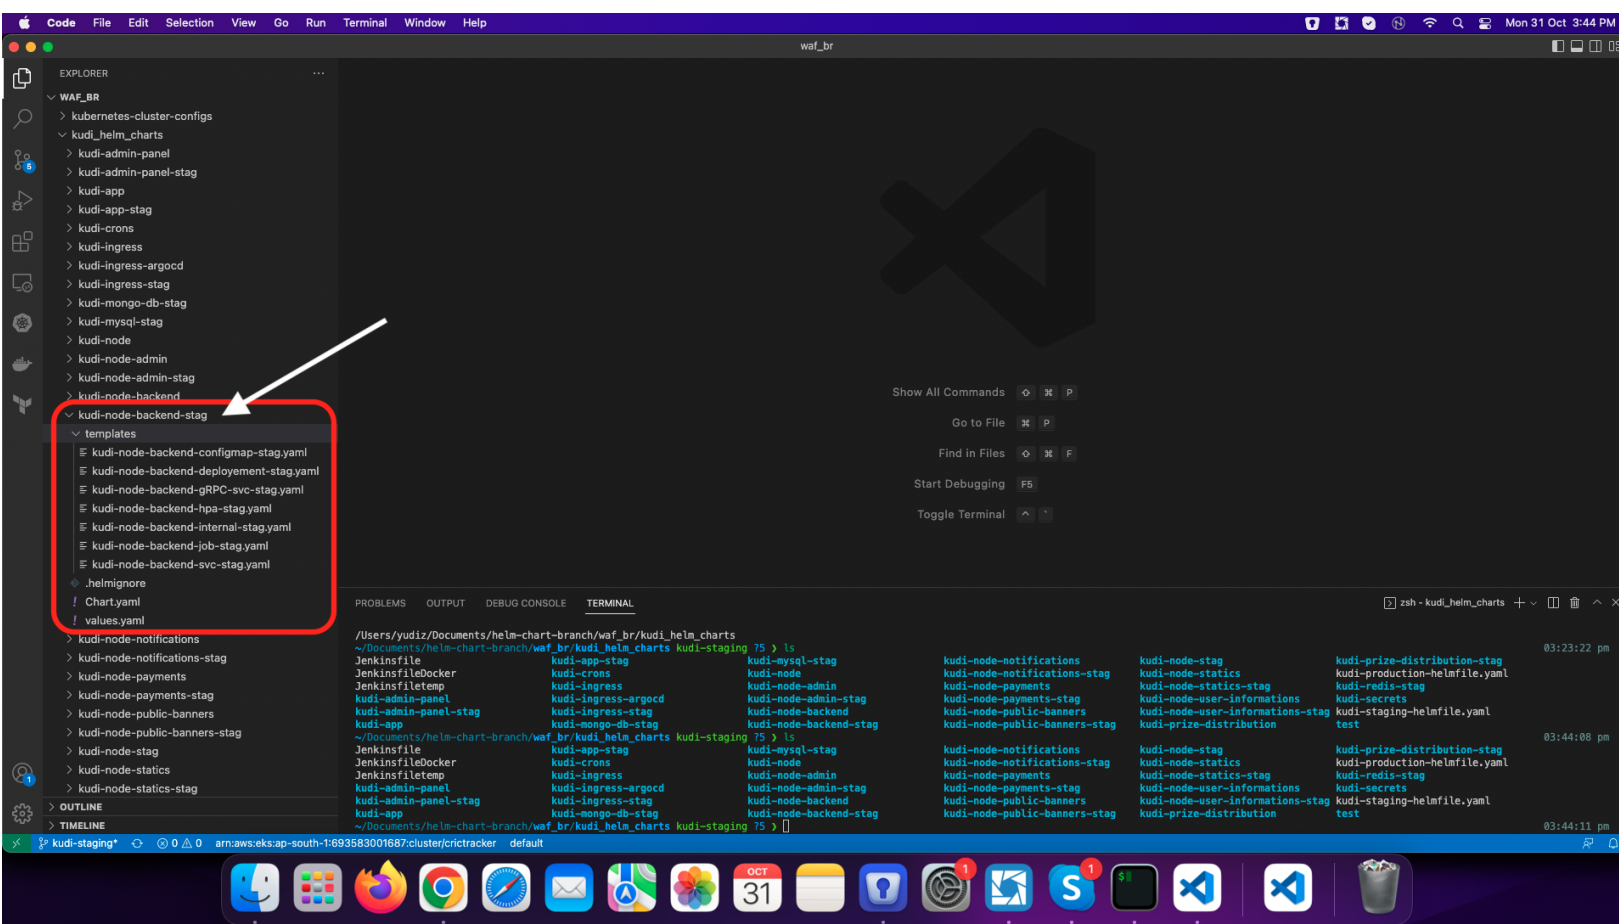 Code File Edit Selection View Go Run Terminal Window Help
Mon 31 Oct 3:44 PM
waf_br
EXPLORER
WAF_BR
kubernetes-cluster-configs
kudi_helm_charts
kudi-admin-panel
kudi-admin-panel-stag
kudi-app
kudi-app-stag
kudi-crons
kudi-ingress
kudi-ingress-argocd
kudi-ingress-stag
kudi-mongo-db-stag
kudi-mysql-stag
kudi-node
kudi-node-admin
kudi-node-admin-stag
kudi-node-backend
kudi-node-backend-stag
templates
kudi-node-backend-configmap-stag.yaml
kudi-node-backend-deployement-stag.yaml
kudi-node-backend-gRPC-svc-stag.yaml
kudi-node-backend-hpa-stag.yaml
kudi-node-backend-internal-stag.yaml
kudi-node-backend-job-stag.yaml
kudi-node-backend-svc-stag.yaml
.helmignore
! Chart.yaml
! values.yaml
kudi-node-notifications
kudi-node-notifications-stag
kudi-node-payments
kudi-node-payments-stag
kudi-node-public-banners
kudi-node-public-banners-stag
kudi-node-stag
kudi-node-statics
kudi-node-statics-stag
OUTLINE
TIMELINE
5
1
Show All Commands ⇧ ⌘ P
Go to File ⌘ P
Find in Files ⇧ ⌘ F
Start Debugging F5
Toggle Terminal ^ `
PROBLEMS OUTPUT DEBUG CONSOLE TERMINAL
zsh - kudi_helm_charts
/Users/yudiz/Documents/helm-chart-branch/waf_br/kudi_helm_charts
~/Documents/helm-chart-branch/waf_br/kudi_helm_charts kudi-staging ?5 ❯ ls 03:23:22 pm
Jenkinsfile kudi-app-stag kudi-mysql-stag kudi-node-notifications kudi-node-stag kudi-prize-distribution-stag
JenkinsfileDocker kudi-crons kudi-node kudi-node-notifications-stag kudi-node-statics kudi-production-helmfile.yaml
Jenkinsfiletemp kudi-ingress kudi-node-admin kudi-node-payments kudi-node-statics-stag kudi-redis-stag
kudi-admin-panel kudi-ingress-argocd kudi-node-admin-stag kudi-node-payments-stag kudi-node-user-informations kudi-secrets
kudi-admin-panel-stag kudi-ingress-stag kudi-node-backend kudi-node-public-banners kudi-node-user-informations-stag kudi-staging-helmfile.yaml
kudi-app kudi-mongo-db-stag kudi-node-backend-stag kudi-node-public-banners-stag kudi-prize-distribution test
~/Documents/helm-chart-branch/waf_br/kudi_helm_charts kudi-staging ?5 ❯ ls 03:44:08 pm
Jenkinsfile kudi-app-stag kudi-mysql-stag kudi-node-notifications kudi-node-stag kudi-prize-distribution-stag
JenkinsfileDocker kudi-crons kudi-node kudi-node-notifications-stag kudi-node-statics kudi-production-helmfile.yaml
Jenkinsfiletemp kudi-ingress kudi-node-admin kudi-node-payments kudi-node-statics-stag kudi-redis-stag
kudi-admin-panel kudi-ingress-argocd kudi-node-admin-stag kudi-node-payments-stag kudi-node-user-informations kudi-secrets
kudi-admin-panel-stag kudi-ingress-stag kudi-node-backend kudi-node-public-banners kudi-node-user-informations-stag kudi-staging-helmfile.yaml
kudi-app kudi-mongo-db-stag kudi-node-backend-stag kudi-node-public-banners-stag kudi-prize-distribution test
~/Documents/helm-chart-branch/waf_br/kudi_helm_charts kudi-staging ?5 ❯ 03:44:11 pm
kudi-staging* 0 0 arn:aws:eks:ap-south-1:693583001687:cluster/crictracker default
OCT
31
1
S
1
$